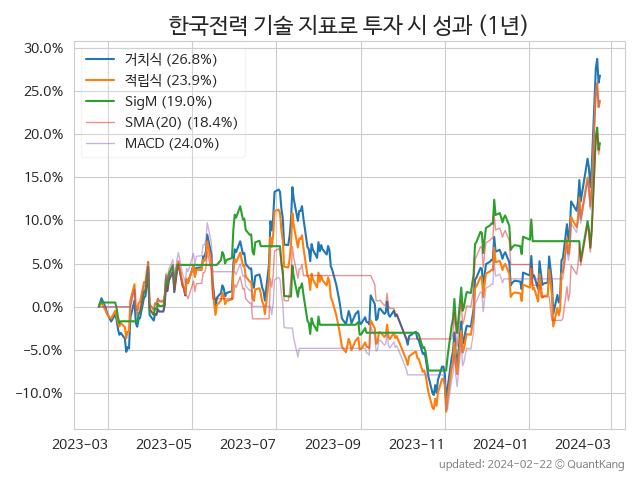 한국전력 기술 지표로 투자 시 성과 (1년)
30.0%
25.0%
20.0%
15.0%
10.0%
5.0%
0.0%
−5.0%
−10.0%
거치식 (26.8%)
적립식 (23.9%)
SigM (19.0%)
SMA(20) (18.4%)
MACD (24.0%)
2023-03 2023-05 2023-07 2023-09 2023-11 2024-01 2024-03
updated: 2024-02-22 © QuantKang